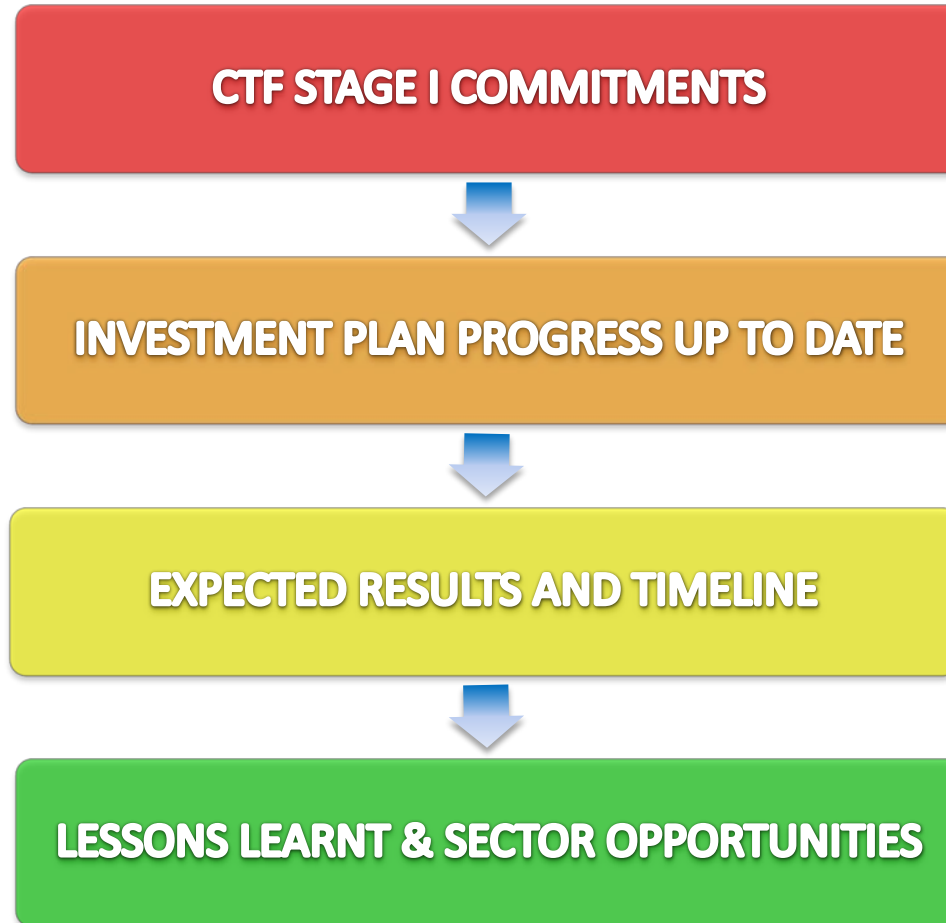 CTF STAGE I COMMITMENTS
INVESTMENT PLAN PROGRESS UP TO DATE
EXPECTED RESULTS AND TIMELINE
LESSONS LEARNT & SECTOR OPPORTUNITIES